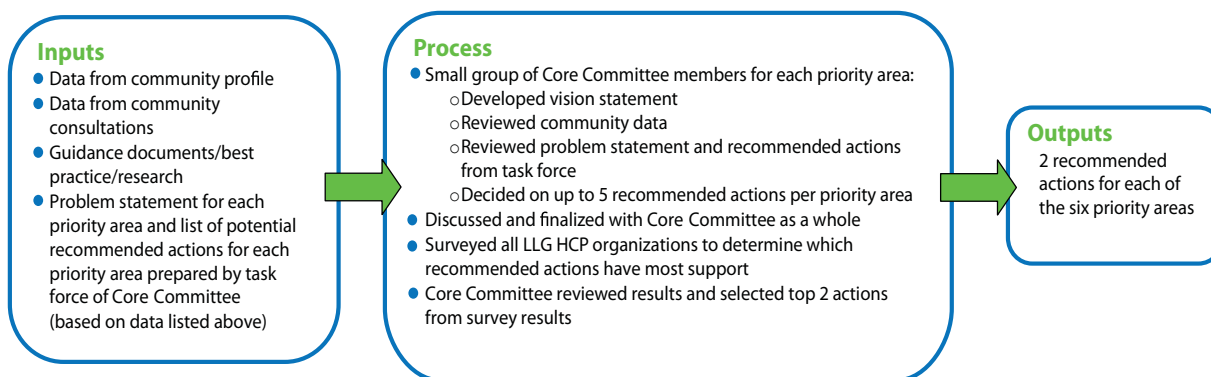 Inputs
● Data from community profile
● Data from community
consultations
● Guidance documents/best
practice/research
● Problem statement for each
priority area and list of potential
recommended actions for each
priority area prepared by task
force of Core Committee
(based on data listed above)
Process
● Small group of Core Committee members for each priority area:
○ Developed vision statement
○ Reviewed community data
○ Reviewed problem statement and recommended actions
from task force
○ Decided on up to 5 recommended actions per priority area
● Discussed and finalized with Core Committee as a whole
● Surveyed all LLG HCP organizations to determine which
recommended actions have most support
● Core Committee reviewed results and selected top 2 actions
from survey results
Outputs
2 recommended
actions for each of
the six priority areas